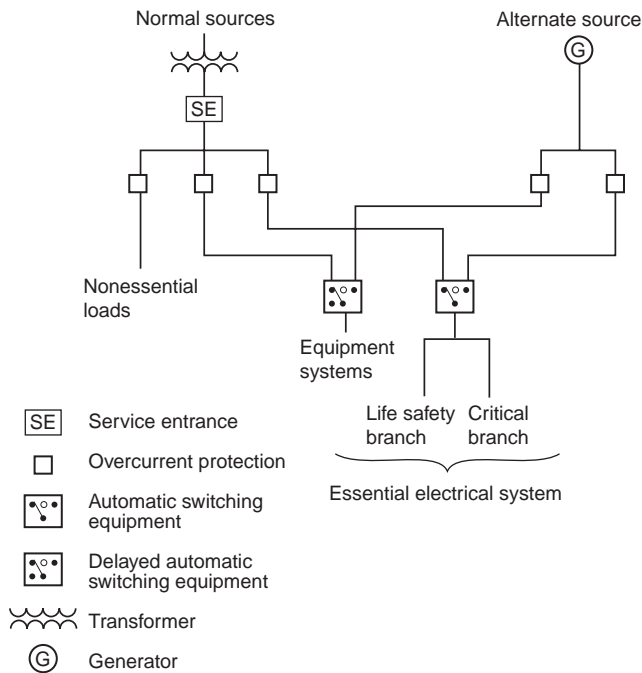 Normal sources
Alternate source
G
SE
Nonessential
loads
Equipment
systems
Life safety
branch
Critical
branch
Essential electrical system
SE Service entrance
Overcurrent protection
Automatic switching
equipment
Delayed automatic
switching equipment
Transformer
G Generator